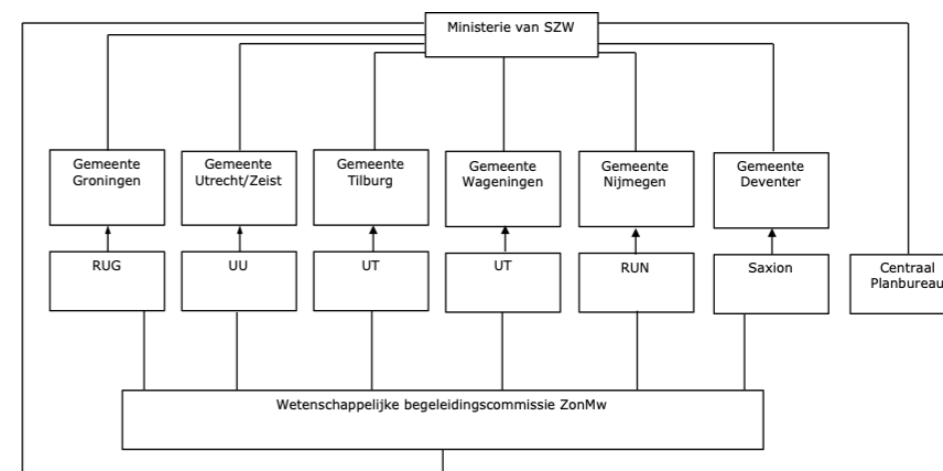 Ministerie van SZW
Gemeente
Groningen
Gemeente
Utrecht/Zeist
Gemeente
Tilburg
Gemeente
Wageningen
Gemeente
Nijmegen
Gemeente
Deventer
RUG
UU
UT
UT
RUN
Saxion
Centraal
Planbureau
Wetenschappelijke begeleidingscommissie ZonMw